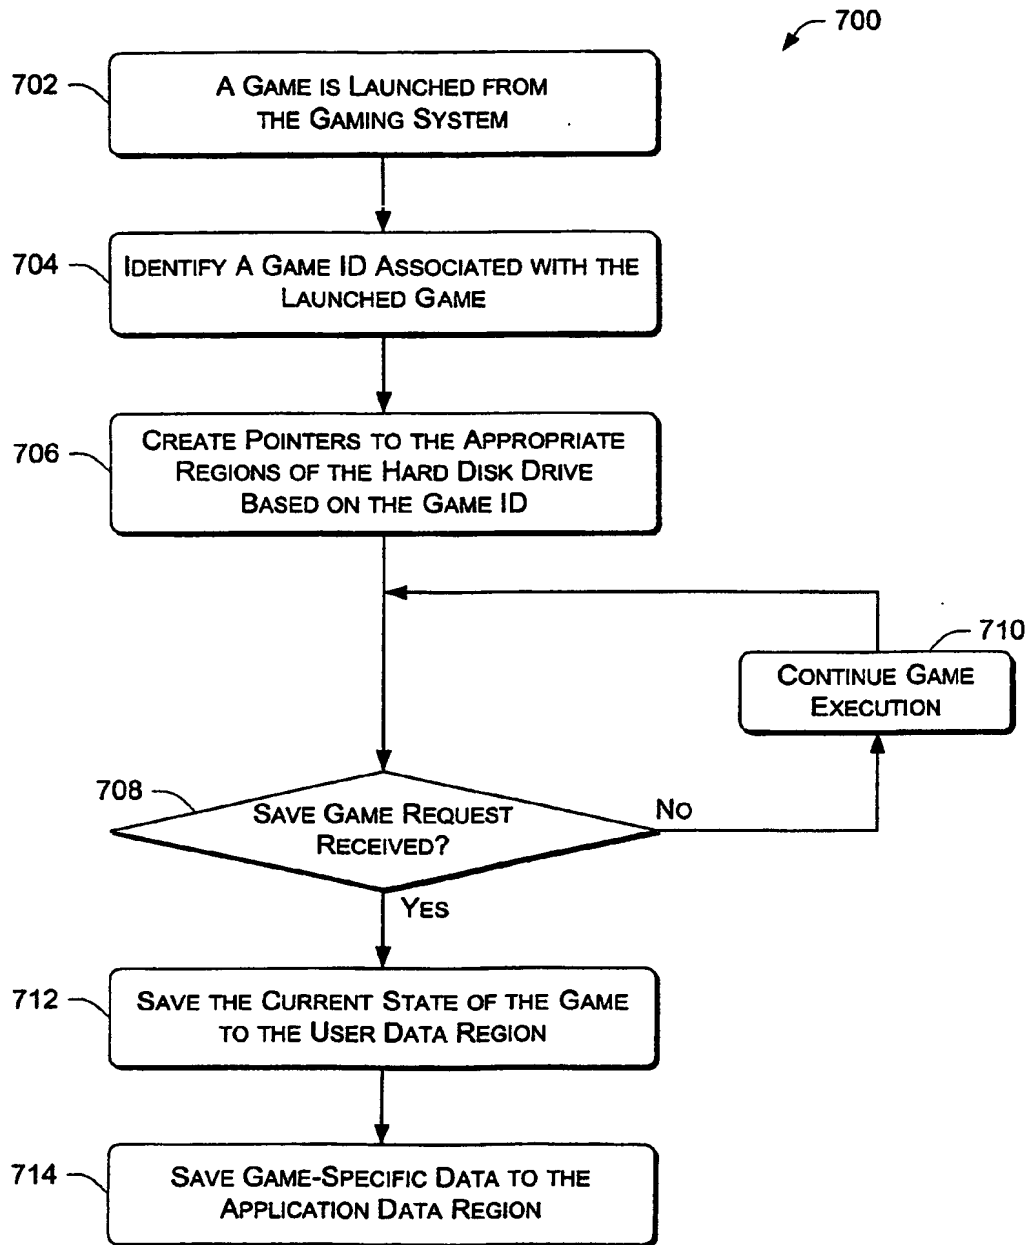 700
702
A GAME IS LAUNCHED FROM
THE GAMING SYSTEM
704
IDENTIFY A GAME ID ASSOCIATED WITH THE
LAUNCHED GAME
706
CREATE POINTERS TO THE APPROPRIATE
REGIONS OF THE HARD DISK DRIVE
BASED ON THE GAME ID
710
CONTINUE GAME
EXECUTION
708
SAVE GAME REQUEST
RECEIVED?
NO
YES
712
SAVE THE CURRENT STATE OF THE GAME
TO THE USER DATA REGION
714
SAVE GAME-SPECIFIC DATA TO THE
APPLICATION DATA REGION